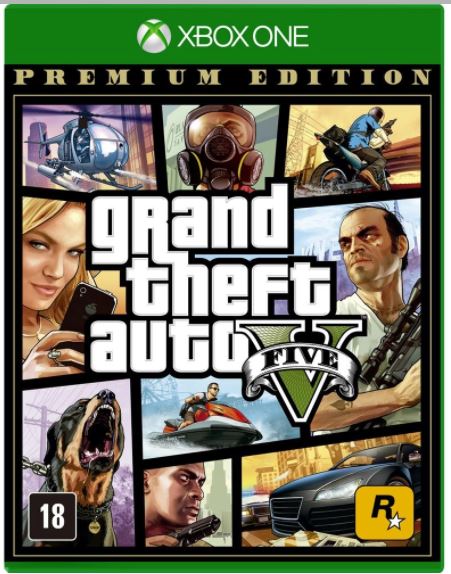 XBOX ONE
PREMIUM EDITION
grand
theft
auto V
FIVE
18
R